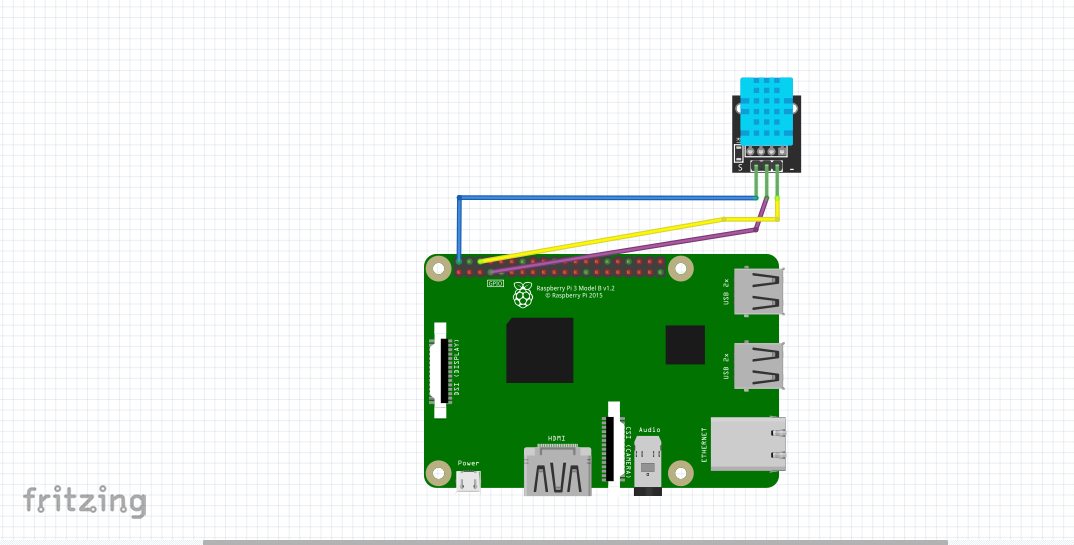 S
-
GPIO
Raspberry Pi 3 Model B v1.2
© Raspberry Pi 2015
USB 2x
USB 2x
DSI (DISPLAY)
HDMI
CSI (CAMERA)
Audio
ETHERNET
Power
fritzing